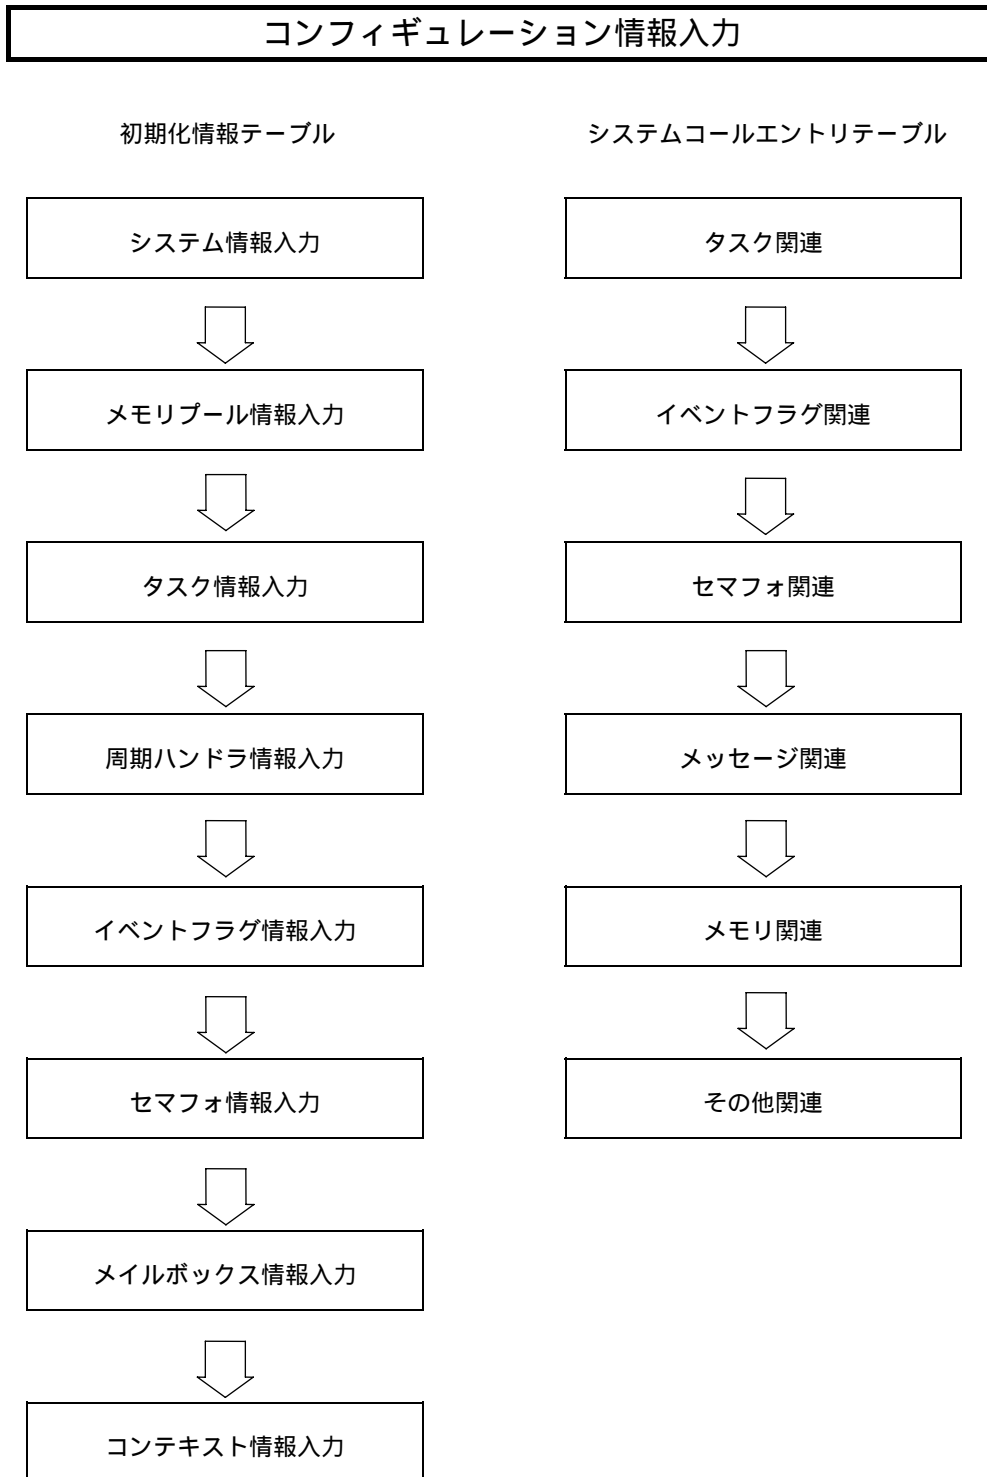 コンフィギュレーション情報入力
初期化情報テーブル
システム情報入力
メモリプール情報入力
タスク情報入力
周期ハンドラ情報入力
イベントフラグ情報入力
セマフォ情報入力
メイルボックス情報入力
コンテキスト情報入力
システムコールエントリテーブル
タスク関連
イベントフラグ関連
セマフォ関連
メッセージ関連
メモリ関連
その他関連